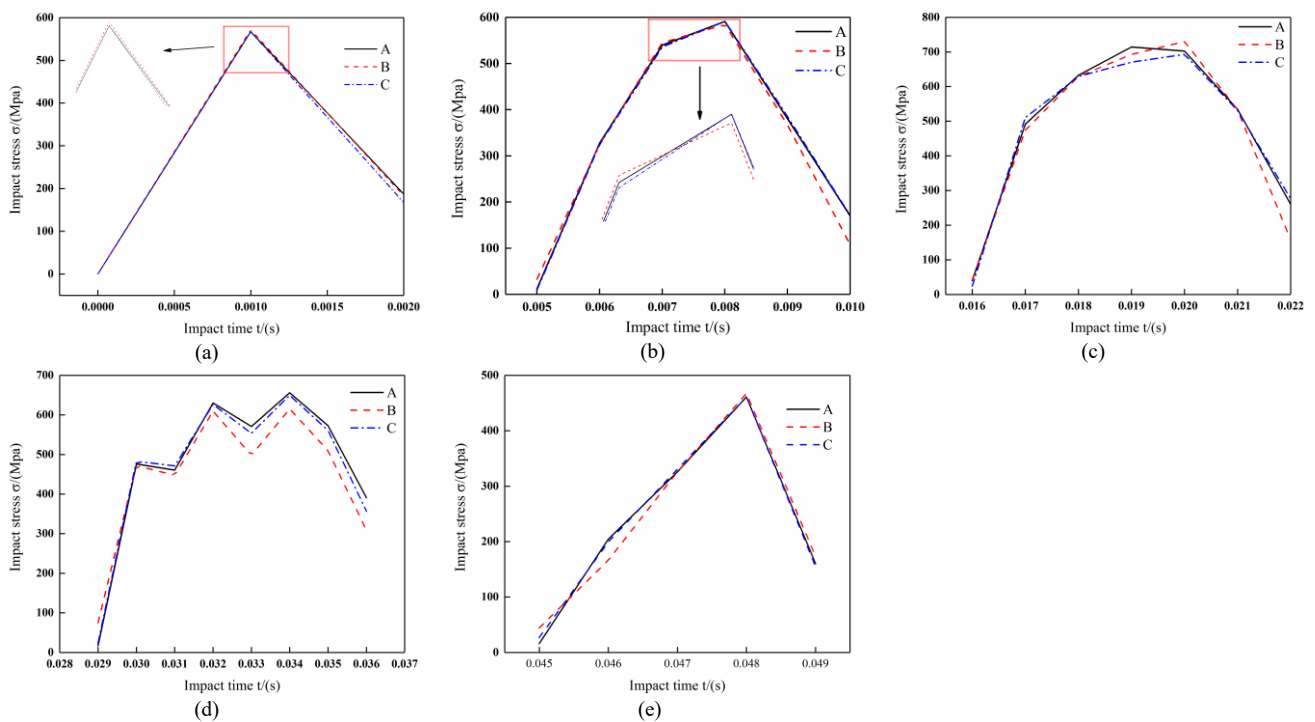 600
500
400
300
200
100
0
Impact stress σ/(Mpa)
A
B
C
0.0000
0.0005
0.0010
0.0015
0.0020
Impact time t/(s)
(a)
600
500
400
300
200
100
0
Impact stress σ/(Mpa)
A
B
C
0.005
0.006
0.007
0.008
0.009
0.010
Impact time t/(s)
(b)
800
700
600
500
400
300
200
100
0
Impact stress σ/(Mpa)
A
B
C
0.016
0.017
0.018
0.019
0.020
0.021
0.022
Impact time t/(s)
(c)
700
600
500
400
300
200
100
0
Impact stress σ/(Mpa)
A
B
C
0.028
0.029
0.030
0.031
0.032
0.033
0.034
0.035
0.036
0.037
Impact time t/(s)
(d)
500
400
300
200
100
0
Impact stress σ/(Mpa)
A
B
C
0.045
0.046
0.047
0.048
0.049
Impact time t/(s)
(e)